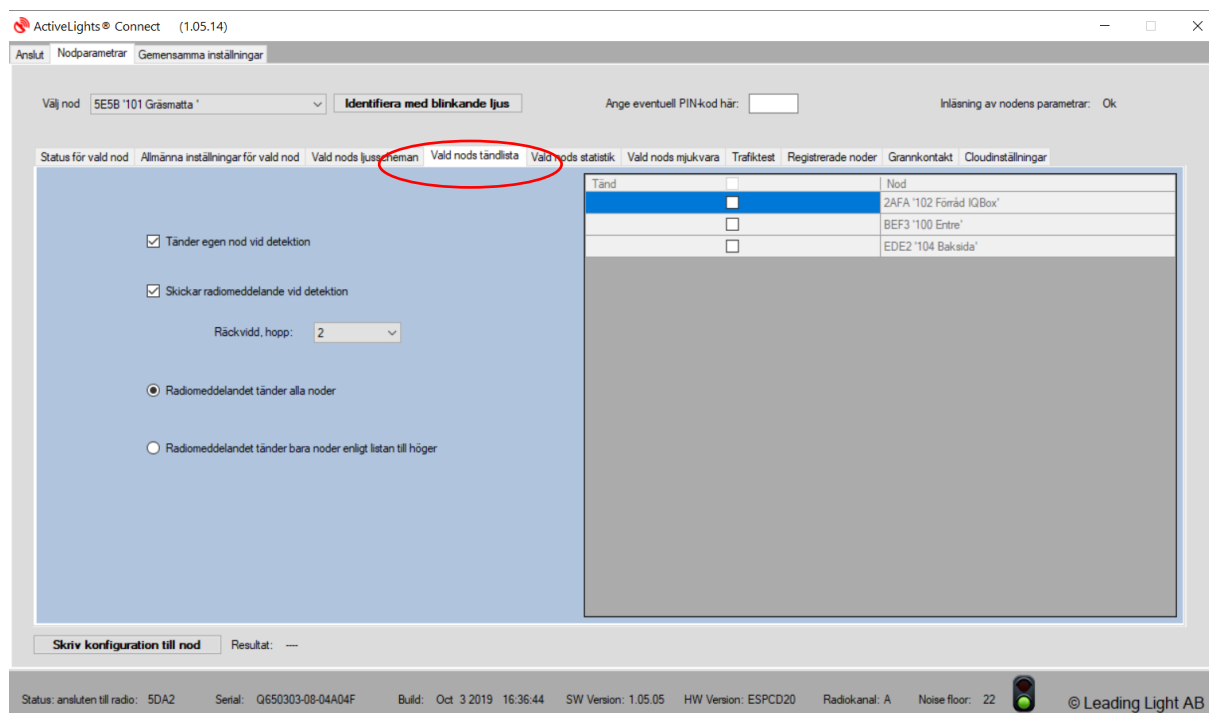 ActiveLights® Connect (1.05.14)
Anslut Nodparametrar Gemensamma inställningar
Välj nod 5E5B '101 Gräsmatta ' Identifiera med blinkande ljus Ange eventuell PIN-kod här: Inläsning av nodens parametrar: Ok
Status för vald nod Allmänna inställningar för vald nod Vald nods ljusscheman Vald nods tändlista Vald nods statistik Vald nods mjukvara Trafiktest Registrerade noder Grannkontakt Cloudinställningar
Tänd Nod
2AFA '102 Förråd IQBox'
BEF3 '100 Entre'
EDE2 '104 Baksida'
Tänder egen nod vid detektion
Skickar radiomeddelande vid detektion
Räckvidd, hopp: 2
Radiomeddelandet tänder alla noder
Radiomeddelandet tänder bara noder enligt listan till höger
Skriv konfiguration till nod Resultat: ---
Status: ansluten till radio: 5DA2 Serial: Q650303-08-04A04F Build: Oct 3 2019 16:36:44 SW Version: 1.05.05 HW Version: ESPCD20 Radiokanal: A Noise floor: 22 © Leading Light AB